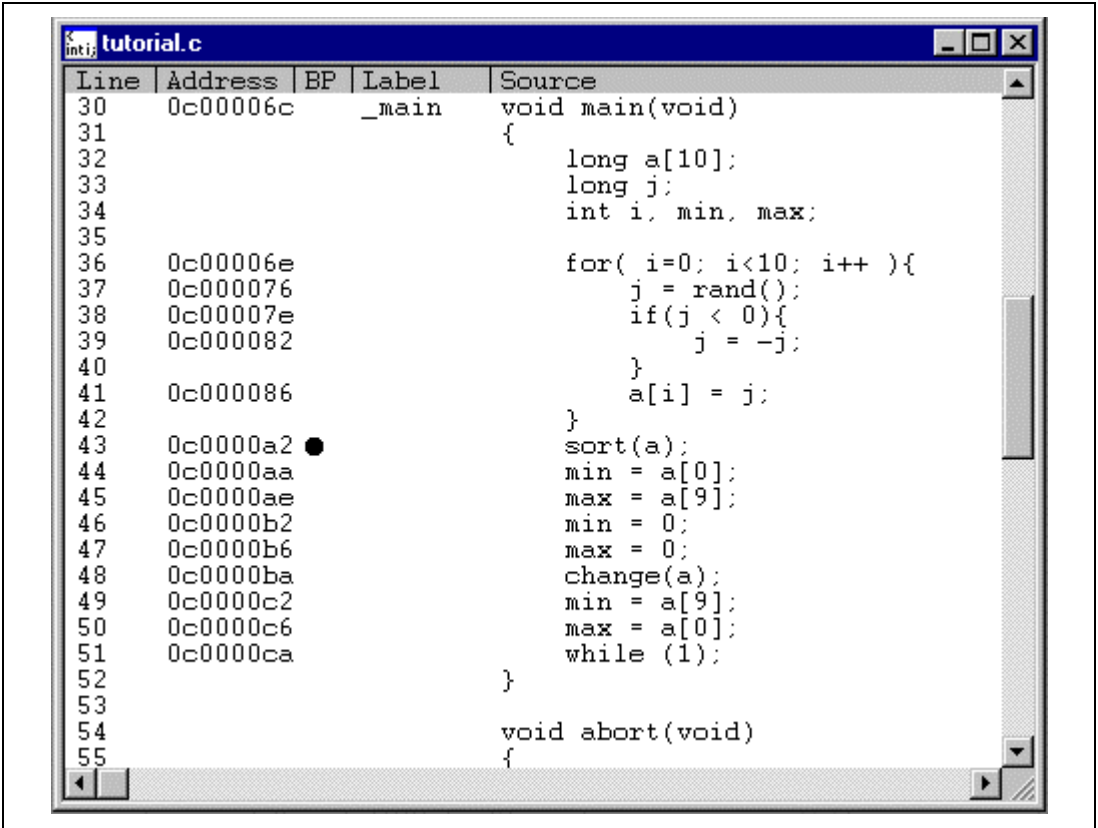 tutorial.c
Line Address BP Label Source
30 0c00006c _main void main(void)
31 {
32 long a[10];
33 long j;
34 int i, min, max;
35
36 0c00006e for( i=0; i<10; i++ ){
37 0c000076 j = rand();
38 0c00007e if(j < 0){
39 0c000082 j = -j;
40 }
41 0c000086 a[i] = j;
42 }
43 0c0000a2 ● sort(a);
44 0c0000aa min = a[0];
45 0c0000ae max = a[9];
46 0c0000b2 min = 0;
47 0c0000b6 max = 0;
48 0c0000ba change(a);
49 0c0000c2 min = a[9];
50 0c0000c6 max = a[0];
51 0c0000ca while (1);
52 }
53
54 void abort(void)
55 {